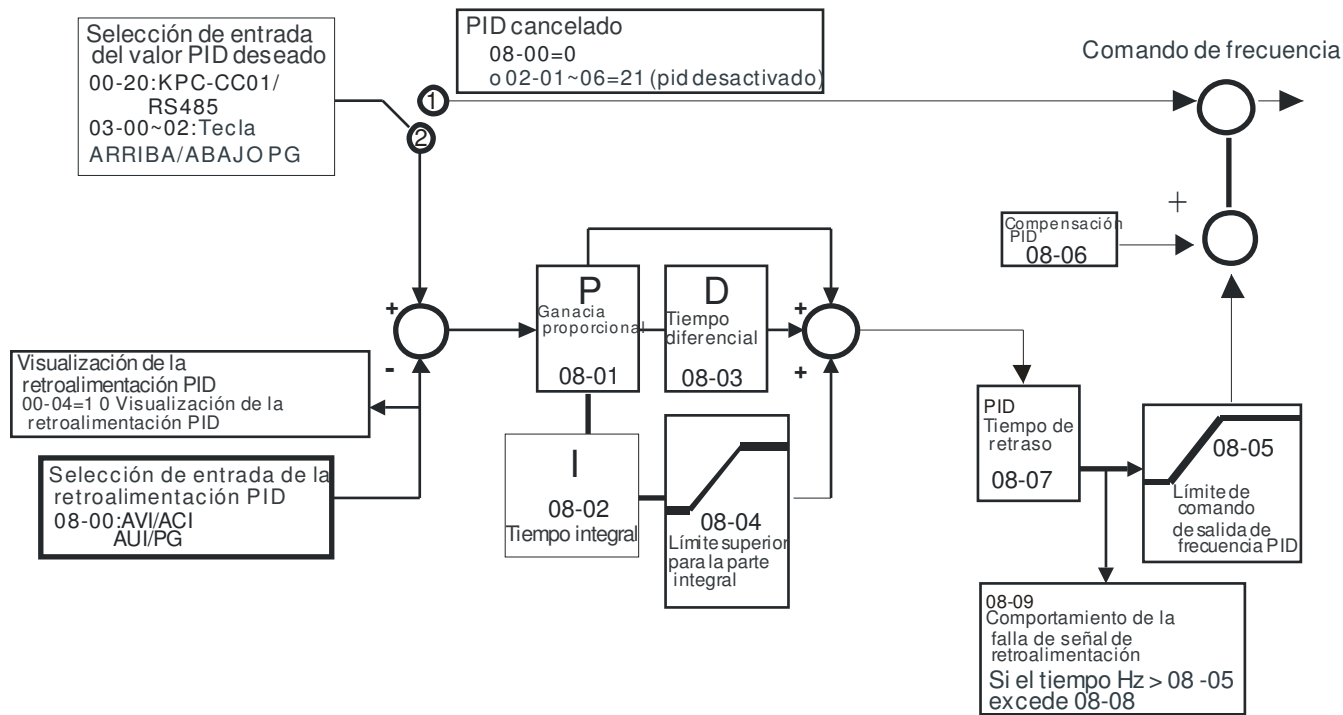 Selección de entrada
del valor PID deseado
00-20:KPC-CC01/
RS485
03-00~02:Tecla
ARRIBA/ABAJO PG
PID cancelado
08-00=0
o 02-01~06=21 (pid desactivado)
1
2
Comando de frecuencia
+
Compensación
PID
08-06
+
-
P
Ganacia
proporcional
08-01
D
Tiempo
diferencial
08-03
+
+
Visualización de la
retroalimentación PID
00-04=1 0 Visualización de la
retroalimentación PID
Selección de entrada de la
retroalimentación PID
08-00:AVI/ACI
AUI/PG
I
08-02
Tiempo integral
08-04
Límite superior
para la parte
integral
PID
Tiempo de
retraso
08-07
08-05
Límite de
comando
de salida de
frecuencia PID
08-09
Comportamiento de la
falla de señal de
retroalimentación
Si el tiempo Hz > 08 -05
excede 08-08